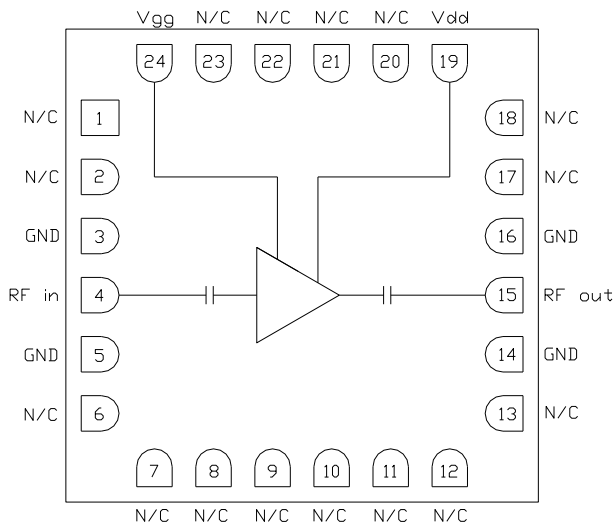 Vgg N/C N/C N/C N/C Vdd
24 23 22 21 20 19
N/C 1 18 N/C
N/C 2 17 N/C
GND 3 16 GND
RF in 4 15 RF out
GND 5 14 GND
N/C 6 13 N/C
7 8 9 10 11 12
N/C N/C N/C N/C N/C N/C